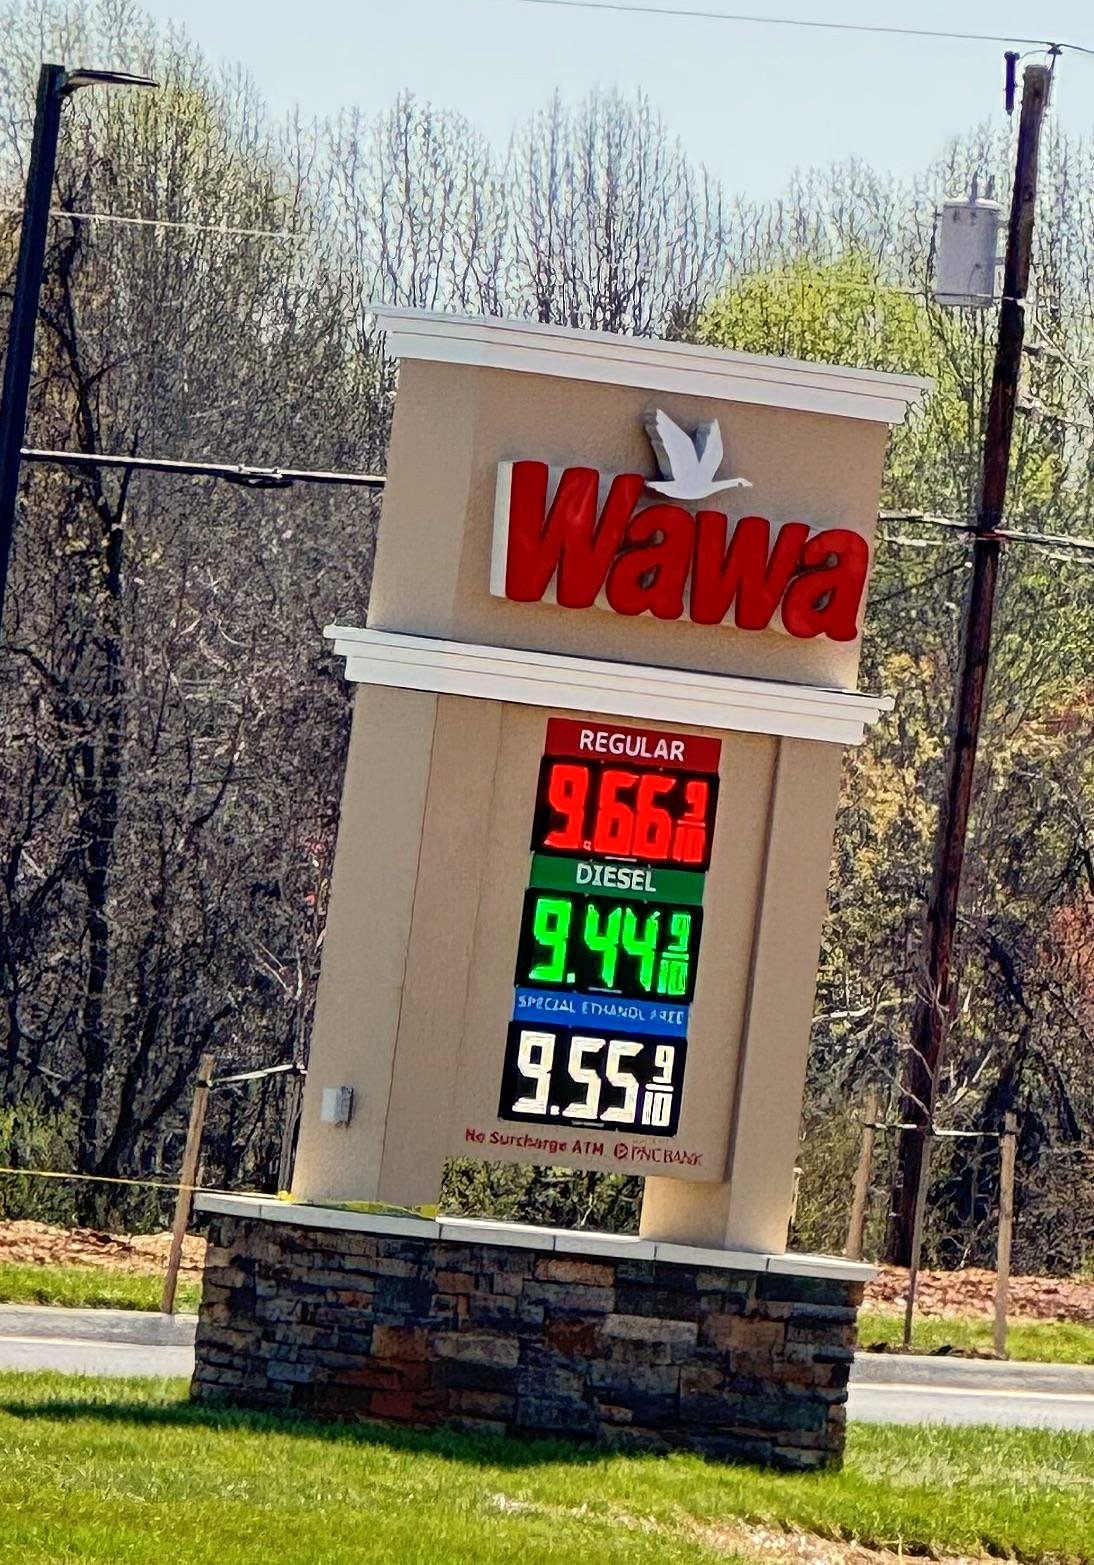 Wawa
REGULAR
9.66 9/10
DIESEL
9.44 9/10
SPECIAL ETHANOL FREE
9.55 9/10
No Surcharge ATM PNC BANK